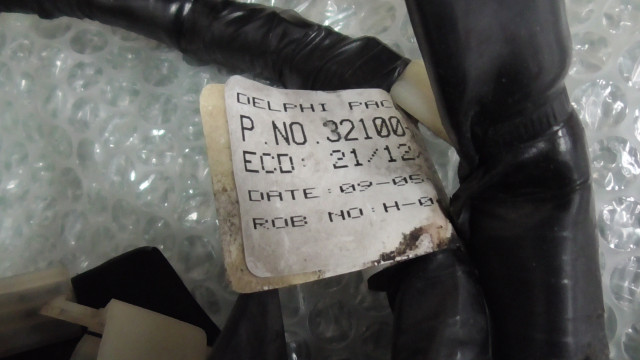 DELPHI PAC
P.NO.32100-
ECD: 21/12/
DATE:09-05
ROB NO:H-0